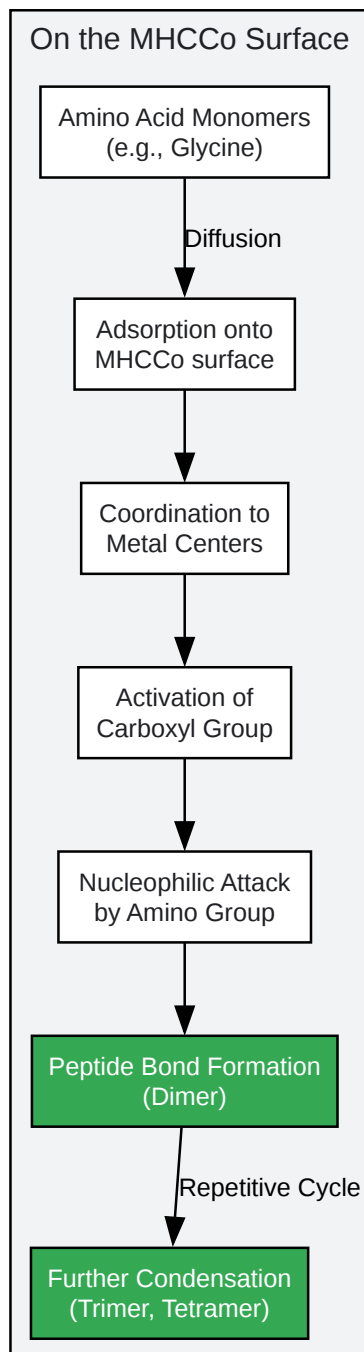 On the MHCCo Surface
Amino Acid Monomers
(e.g., Glycine)
Diffusion
Adsorption onto
MHCCo surface
Coordination to
Metal Centers
Activation of
Carboxyl Group
Nucleophilic Attack
by Amino Group
Peptide Bond Formation
(Dimer)
Repetitive Cycle
Further Condensation
(Trimer, Tetramer)